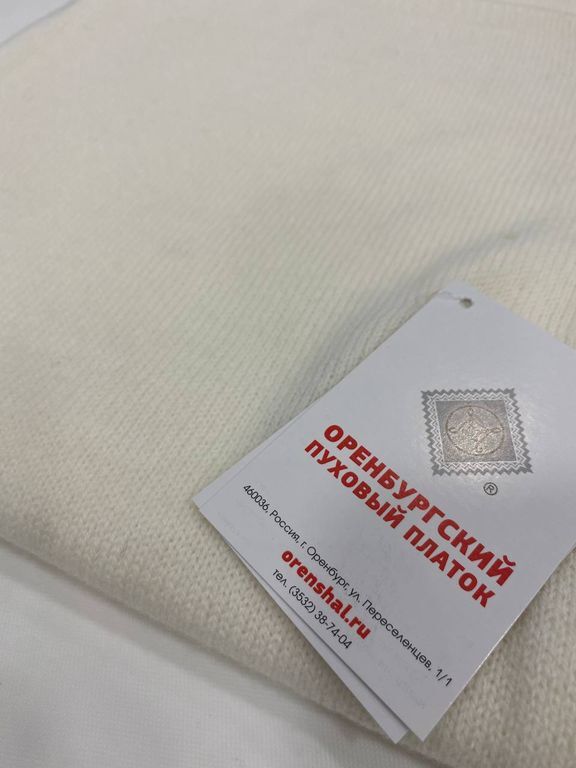 ®
ОРЕНБУРГСКИЙ
ПУХОВЫЙ ПЛАТОК
460036, Россия, г. Оренбург, ул. Переселенцев, 1/1
orenshal.ru
тел. (3532) 38-74-04